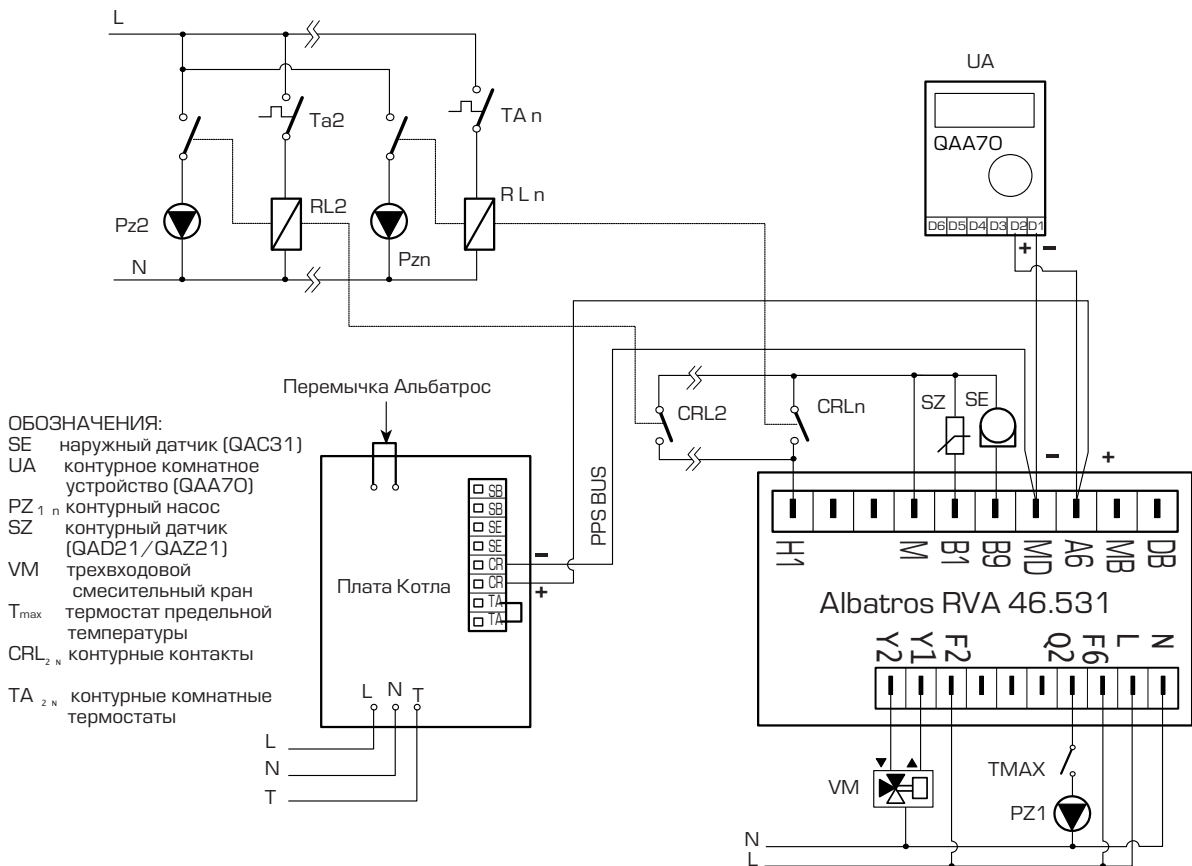 L
UA
QAA70
Ta2
TA n
Pz2
RL2
R L n
Pzn
N
D6 D5 D4 D3 D2 D1
+ −
Перемычка Альбатрос
CRL2
CRLn
SZ
SE
− +
ОБОЗНАЧЕНИЯ:
SE наружный датчик (QAC31)
UA контурное комнатное
устройство (QAA70)
PZ 1 n контурный насос
SZ контурный датчик
(QAD21/QAZ21)
VM трехвходовой
смесительный кран
Tmax термостат предельной
температуры
CRL 2 N контурные контакты
TA 2 N контурные комнатные
термостаты
SB
SB
SE
SE
CR
CR
TA
TA
−
+
Плата Котла
PPS BUS
L N T
L
N
T
H1 M B1 B9 MD A6 MB DB
Albatros RVA 46.531
Y2 Y1 F2 Q2 F6 L N
VM
TMAX
PZ1
N
L